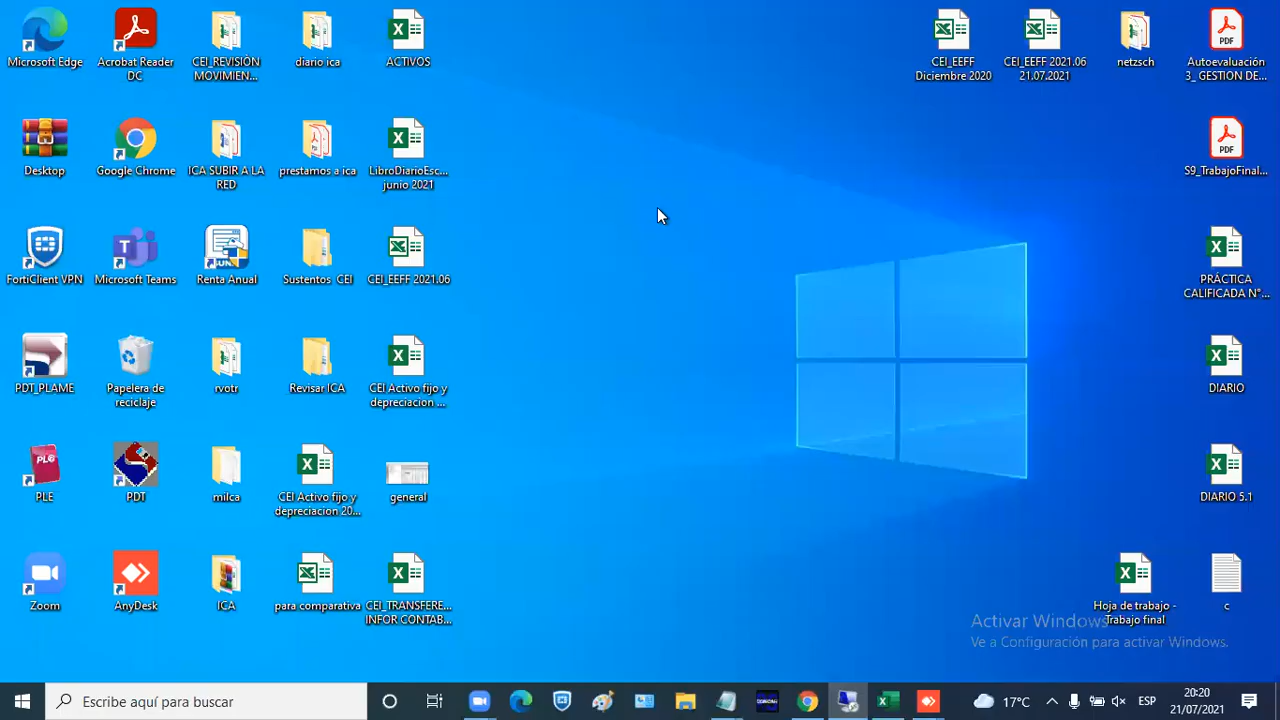 Microsoft Edge
Acrobat Reader
DC
CEI_REVISIÓN
MOVIMIEN...
diario ica
ACTIVOS
CEI_EEFF
Diciembre 2020
CEI_EEFF 2021.06
21.07.2021
netzsch
PDF
Autoevaluación
3_ GESTION DE...
Desktop
Google Chrome
ICA SUBIR A LA
RED
prestamos a ica
LibroDiarioEsc...
junio 2021
PDF
S9_TrabajoFinal...
FortiClient VPN
Microsoft Teams
Renta Anual
Sustentos CEI
CEI_EEFF 2021.06
PRÁCTICA
CALIFICADA N°...
PDT_PLAME
Papelera de
reciclaje
rvotr
Revisar ICA
CEI Activo fijo y
depreciacion ...
DIARIO
PLE
PDT
milca
CEI Activo fijo y
depreciacion 20...
general
DIARIO 5.1
Zoom
AnyDesk
ICA
para comparativa
CEI_TRANSFERE...
INFOR CONTAB...
Hoja de trabajo -
Trabajo final
c
Activar Windows
Ve a Configuración para activar Windows.
Escribe aquí para buscar
17°C
ESP
20:20
21/07/2021